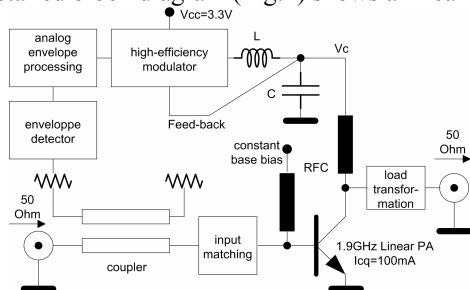 Vcc=3.3V
analog
envelope
processing
high-efficiency
modulator
L
Vc
C
Feed-back
enveloppe
detector
constant
base bias
RFC
50
Ohm
load
transfor-
mation
50
Ohm
input
matching
coupler
1.9GHz Linear PA
Icq=100mA